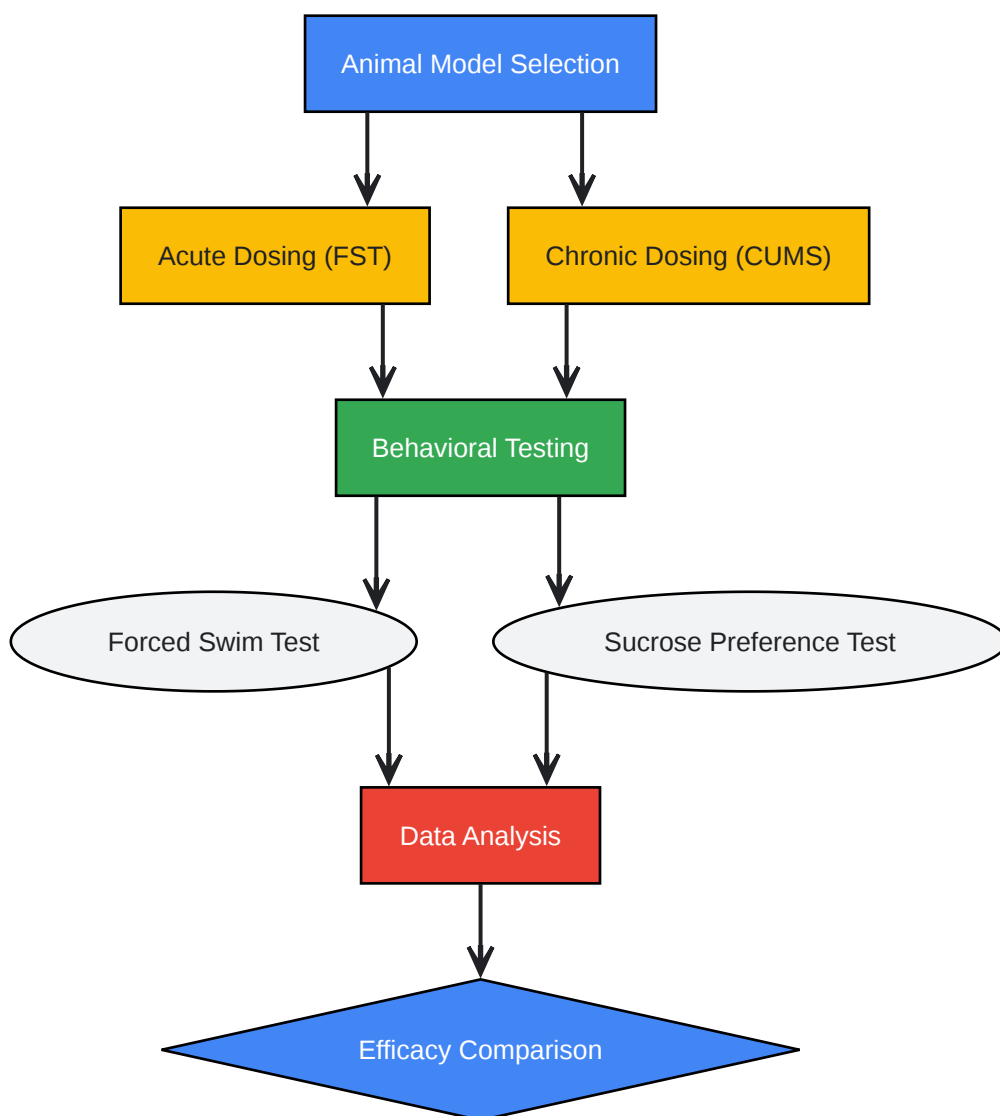 Animal Model Selection
Acute Dosing (FST)
Chronic Dosing (CUMS)
Behavioral Testing
Forced Swim Test
Sucrose Preference Test
Data Analysis
Efficacy Comparison